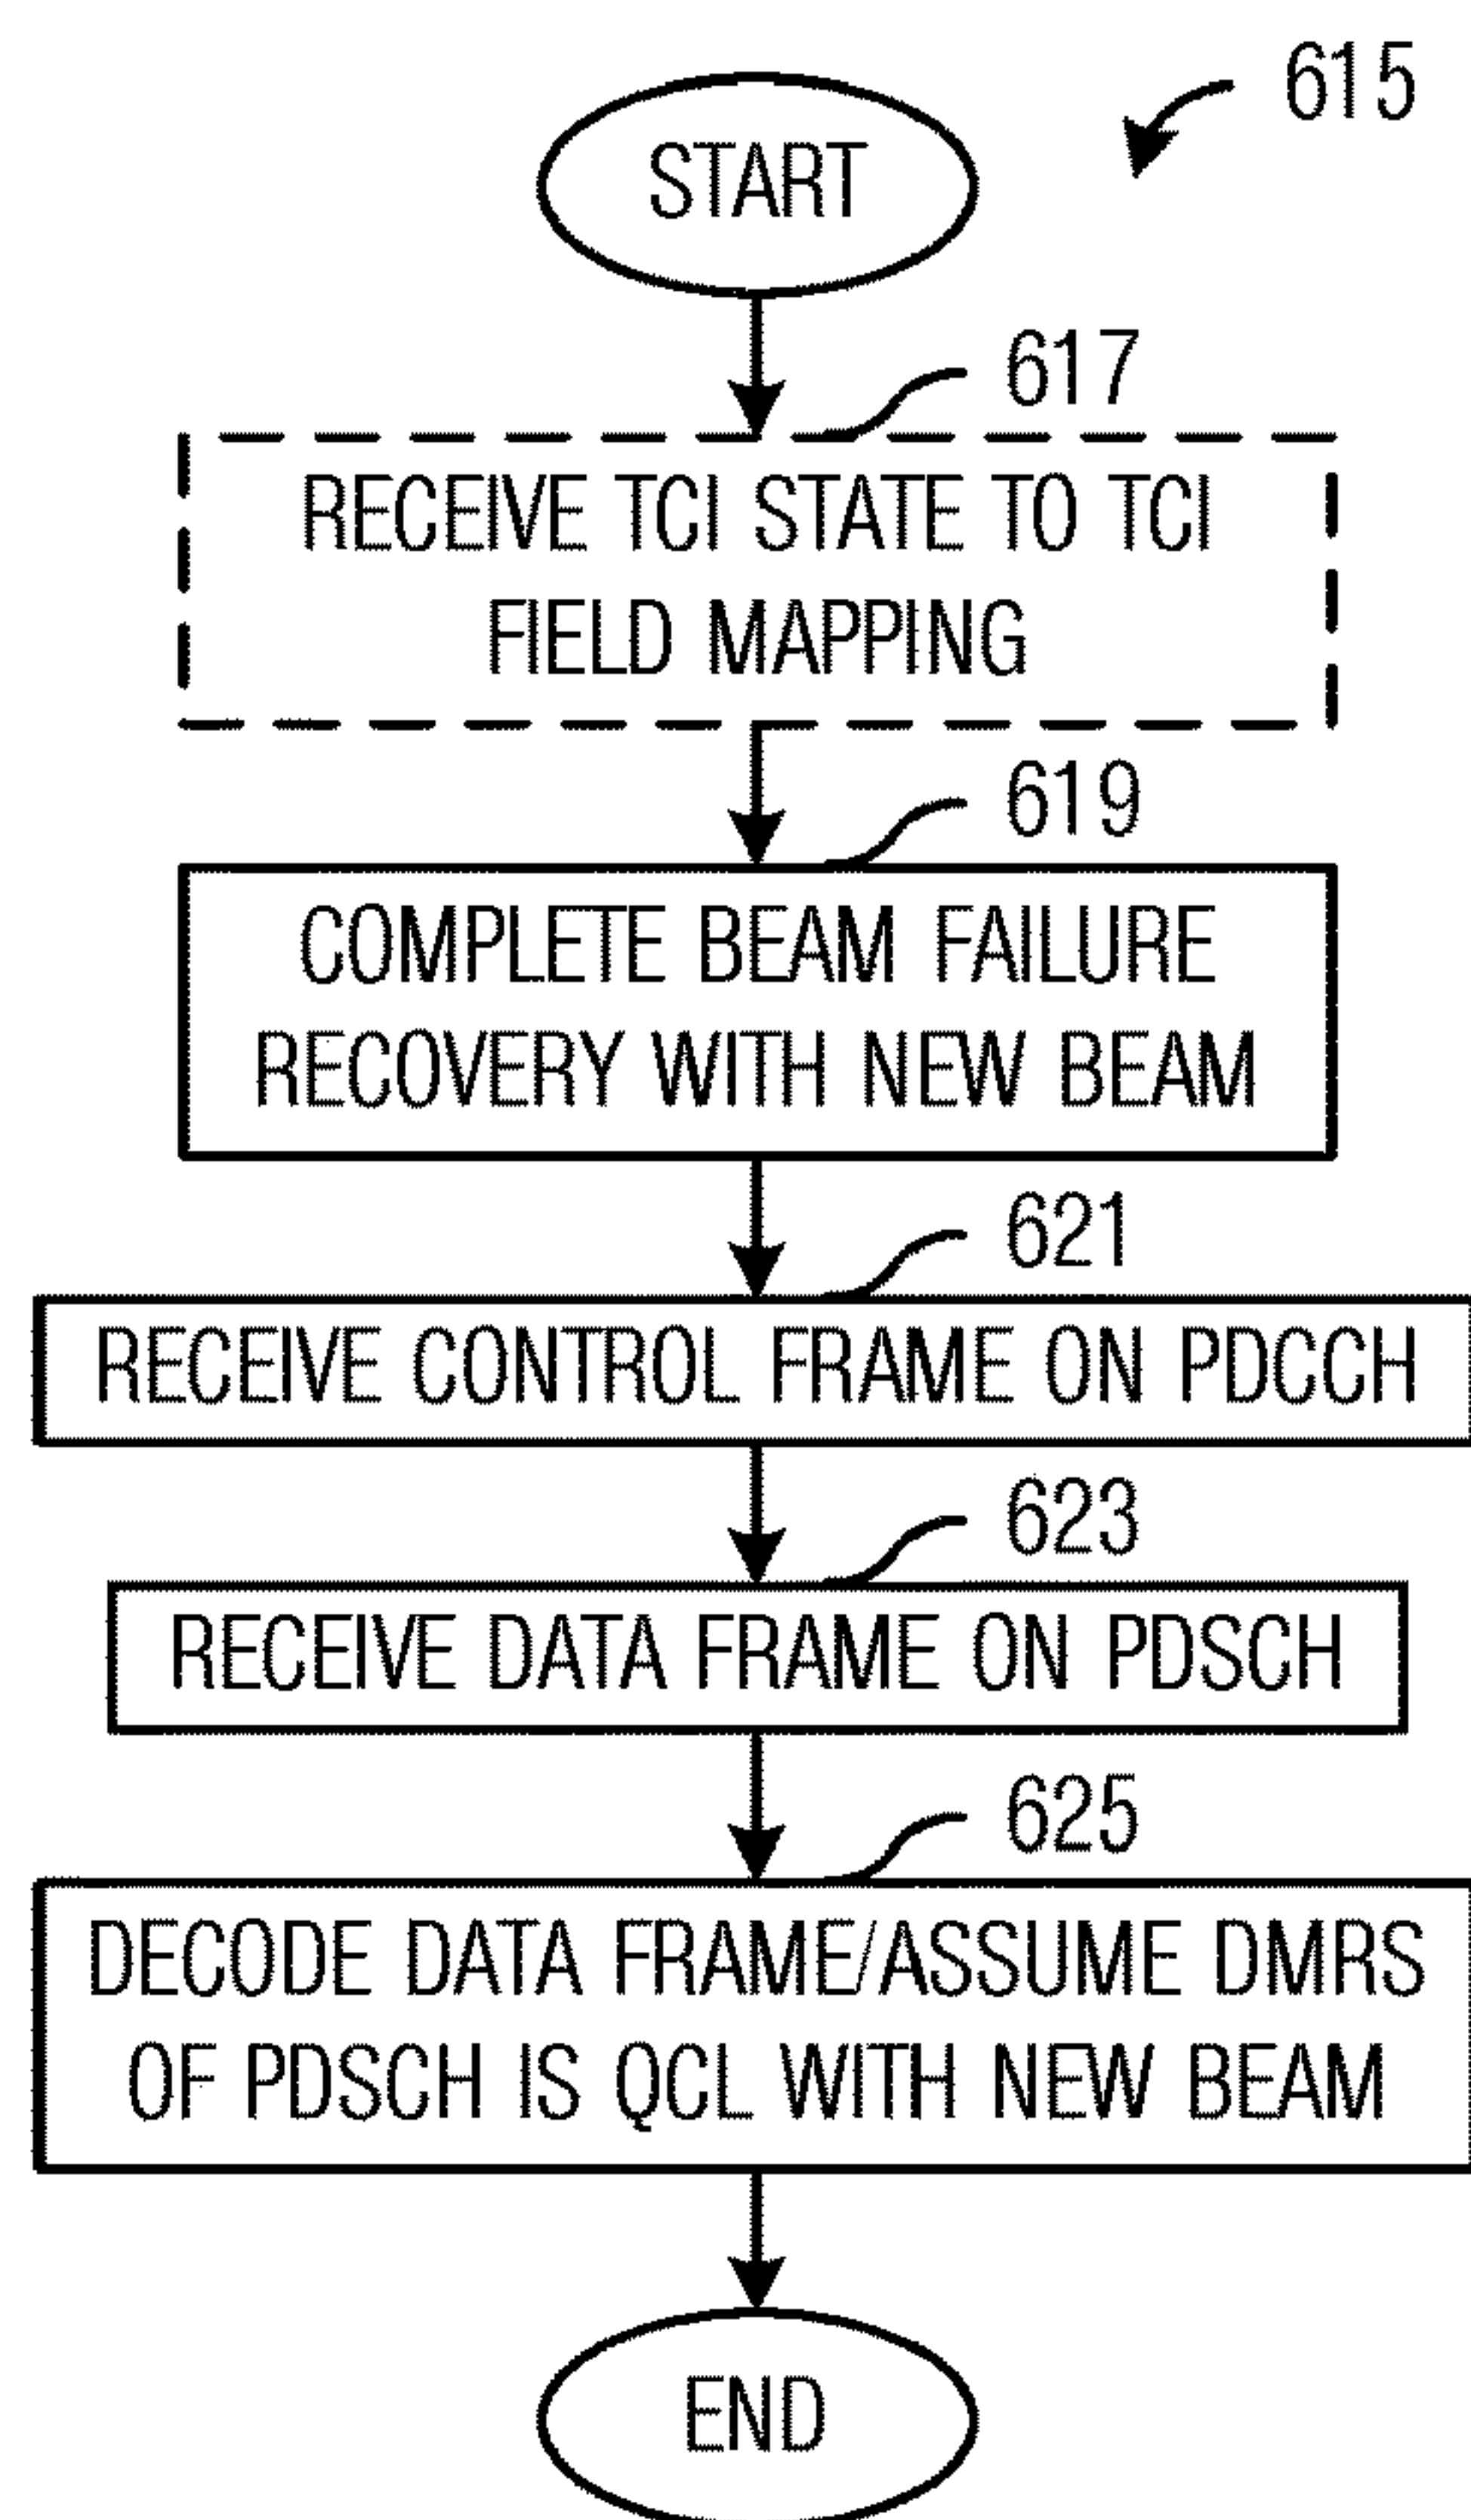 615
START
617
RECEIVE TCI STATE TO TCI
FIELD MAPPING
619
COMPLETE BEAM FAILURE
RECOVERY WITH NEW BEAM
621
RECEIVE CONTROL FRAME ON PDCCH
623
RECEIVE DATA FRAME ON PDSCH
625
DECODE DATA FRAME/ASSUME DMRS
OF PDSCH IS QCL WITH NEW BEAM
END